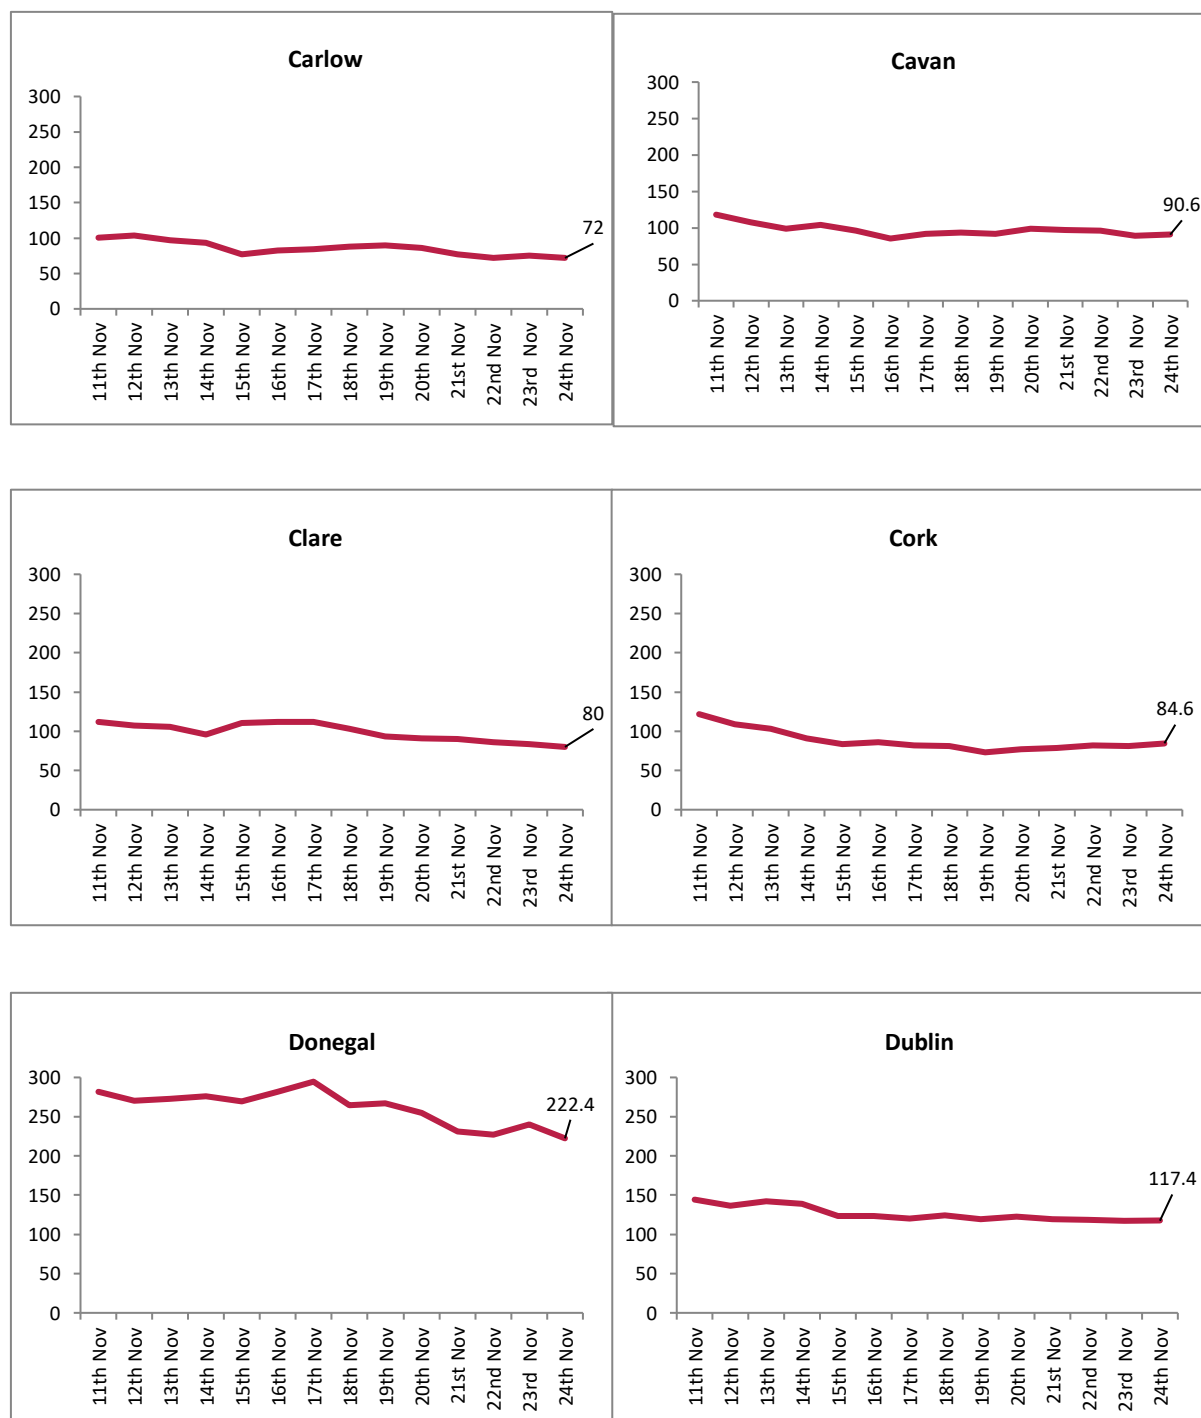 Carlow
300
250
200
150
100
50
0
72
11th Nov
12th Nov
13th Nov
14th Nov
15th Nov
16th Nov
17th Nov
18th Nov
19th Nov
20th Nov
21st Nov
22nd Nov
23rd  Nov
24th Nov
Cavan
300
250
200
150
100
50
0
90.6
11th Nov
12th Nov
13th Nov
14th Nov
15th Nov
16th Nov
17th Nov
18th Nov
19th Nov
20th Nov
21st Nov
22nd Nov
23rd  Nov
24th Nov
Clare
300
250
200
150
100
50
0
80
11th Nov
12th Nov
13th Nov
14th Nov
15th Nov
16th Nov
17th Nov
18th Nov
19th Nov
20th Nov
21st Nov
22nd Nov
23rd  Nov
24th Nov
Cork
300
250
200
150
100
50
0
84.6
11th Nov
12th Nov
13th Nov
14th Nov
15th Nov
16th Nov
17th Nov
18th Nov
19th Nov
20th Nov
21st Nov
22nd Nov
23rd  Nov
24th Nov
Donegal
300
250
200
150
100
50
0
222.4
11th Nov
12th Nov
13th Nov
14th Nov
15th Nov
16th Nov
17th Nov
18th Nov
19th Nov
20th Nov
21st Nov
22nd Nov
23rd  Nov
24th Nov
Dublin
300
250
200
150
100
50
0
117.4
11th Nov
12th Nov
13th Nov
14th Nov
15th Nov
16th Nov
17th Nov
18th Nov
19th Nov
20th Nov
21st Nov
22nd Nov
23rd  Nov
24th Nov